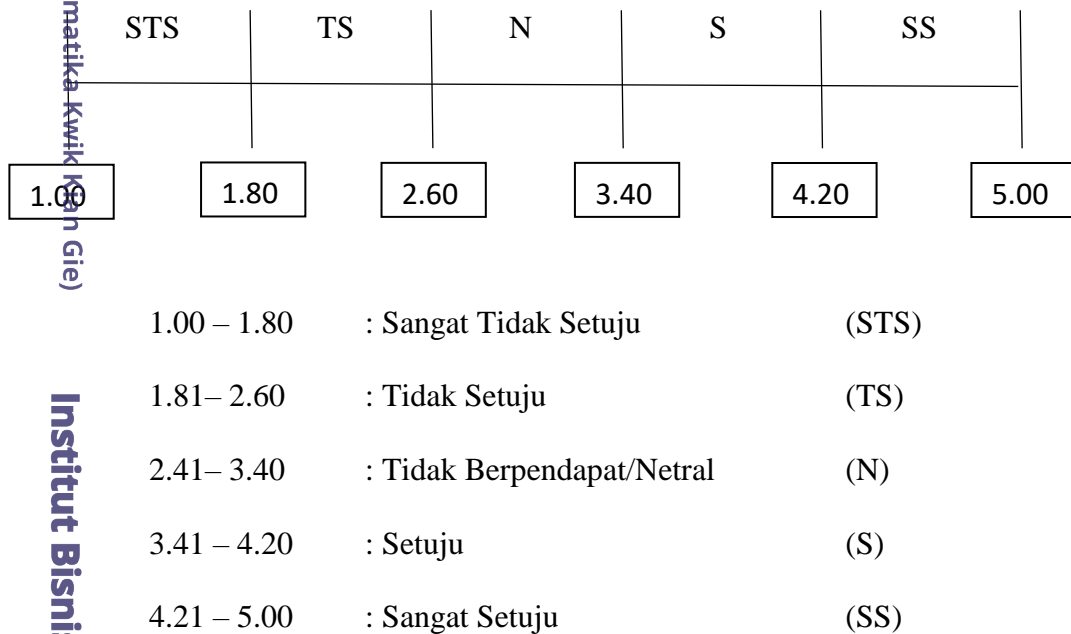 STS TS N S SS
1.00 1.80 2.60 3.40 4.20 5.00
1.00 – 1.80 : Sangat Tidak Setuju (STS)
1.81– 2.60 : Tidak Setuju (TS)
2.41– 3.40 : Tidak Berpendapat/Netral (N)
3.41 – 4.20 : Setuju (S)
4.21 – 5.00 : Sangat Setuju (SS)
matika Kwik Kian Gie)
Institut Bisnis